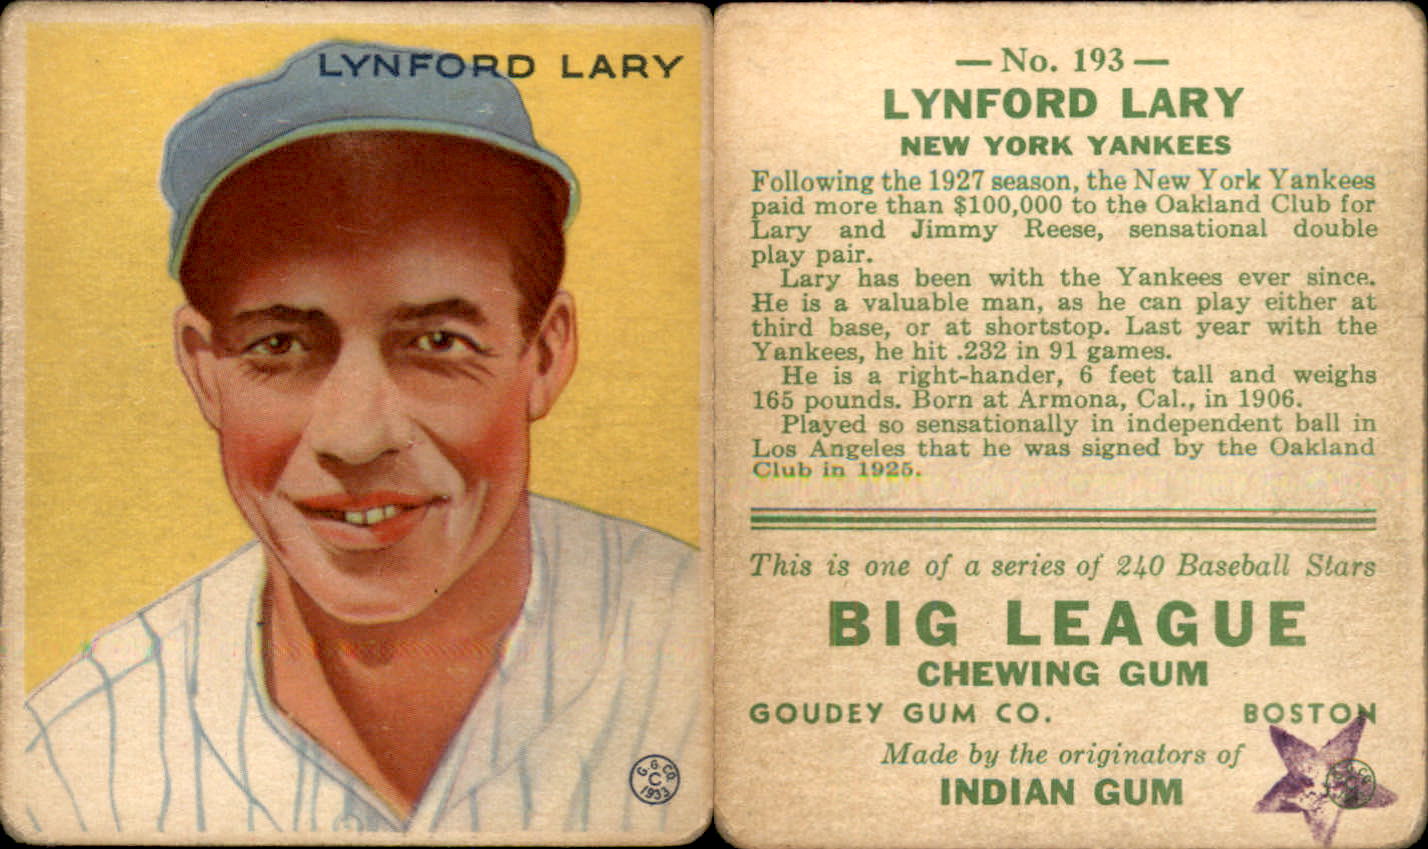 LYNFORD LARY
G. G. CO.
C
1933
— No. 193 —
LYNFORD LARY
NEW YORK YANKEES
Following the 1927 season, the New York Yankees
paid more than $100,000 to the Oakland Club for
Lary and Jimmy Reese, sensational double
play pair.
Lary has been with the Yankees ever since.
He is a valuable man, as he can play either at
third base, or at shortstop. Last year with the
Yankees, he hit .232 in 91 games.
He is a right-hander, 6 feet tall and weighs
165 pounds. Born at Armona, Cal., in 1906.
Played so sensationally in independent ball in
Los Angeles that he was signed by the Oakland
Club in 1925.
This is one of a series of 240 Baseball Stars
BIG LEAGUE
CHEWING GUM
GOUDEY GUM CO. BOSTON
Made by the originators of
INDIAN GUM